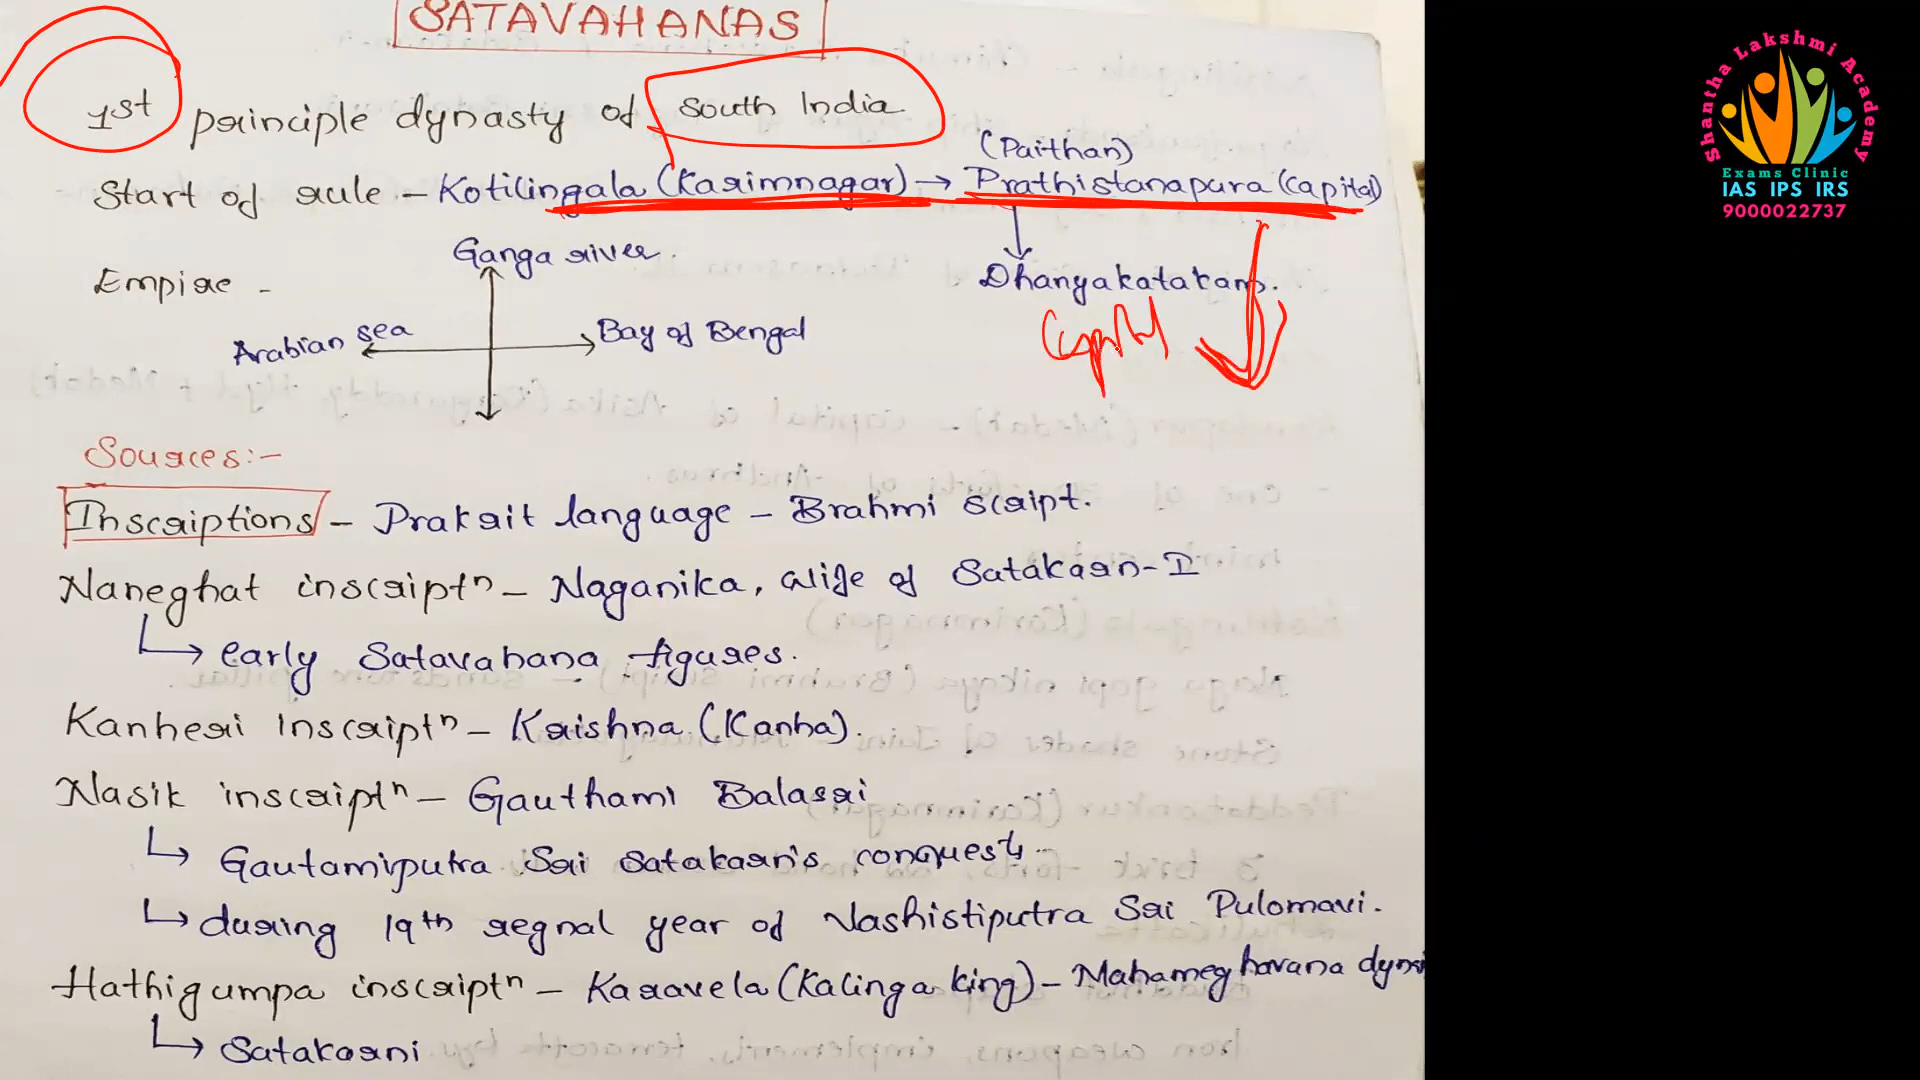 SATAVAHANAS
1st principle dynasty of South India
(Paithan)
Start of rule - Kotilingala (Karimnagar) → Prathistanapura (capital)
Ganga river.
Dhanyakatakam.
Empire -
Capital
Arabian sea
Bay of Bengal
Sources:-
Inscriptions - Prakrit language - Brahmi script.
Naneghat inscriptⁿ - Naganika, wife of Satakarn-I
↳ early Satavahana figures.
Kanheri Inscriptⁿ - Krishna (Kanha).
Nasik inscriptⁿ - Gauthami Balasri
↳ Gautamiputra Sri Satakarn's conquests
↳ during 19th regnal year of Vashistiputra Sri Pulomavi.
Hathigumpa inscriptⁿ - Karavela (Kalinga king) - Mahameghavana dyns
↳ Satakarni
Shantha Lakshmi Academy
Exams Clinic
IAS IPS IRS
9000022737